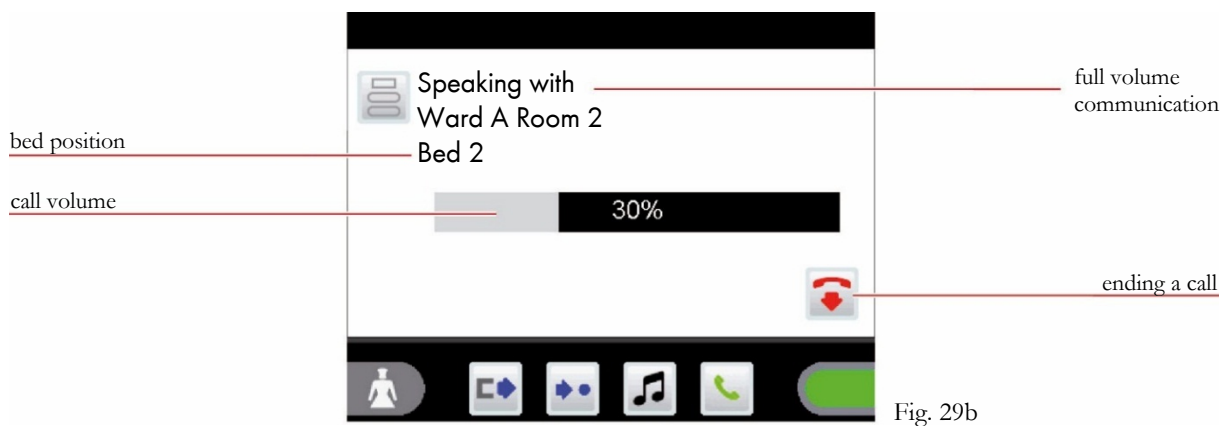 Speaking with
Ward A Room 2
Bed 2
30%
full volume
communication
bed position
call volume
ending a call
Fig. 29b